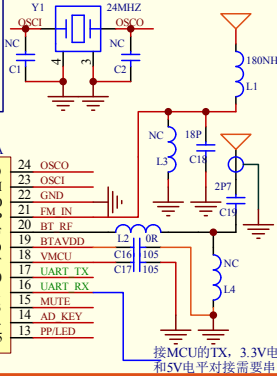 Y1 24MHZ
OSCI OSCO
NC NC
C1 4 3 C2
180NH
L1
NC 18P
L3 C18
24 OSCO
23 OSCI
22 GND
21 FM_IN
20 BT_RF
19 BTAVDD
18 VMCU
17 UART_TX
16 UART_RX
15 MUTE
14 AD_KEY
13 PP/LED
2P7
C19
L2 0R
C16 105
C17 105
NC
L4
接MCU的TX，3.3V电
和5V电平对接需要串